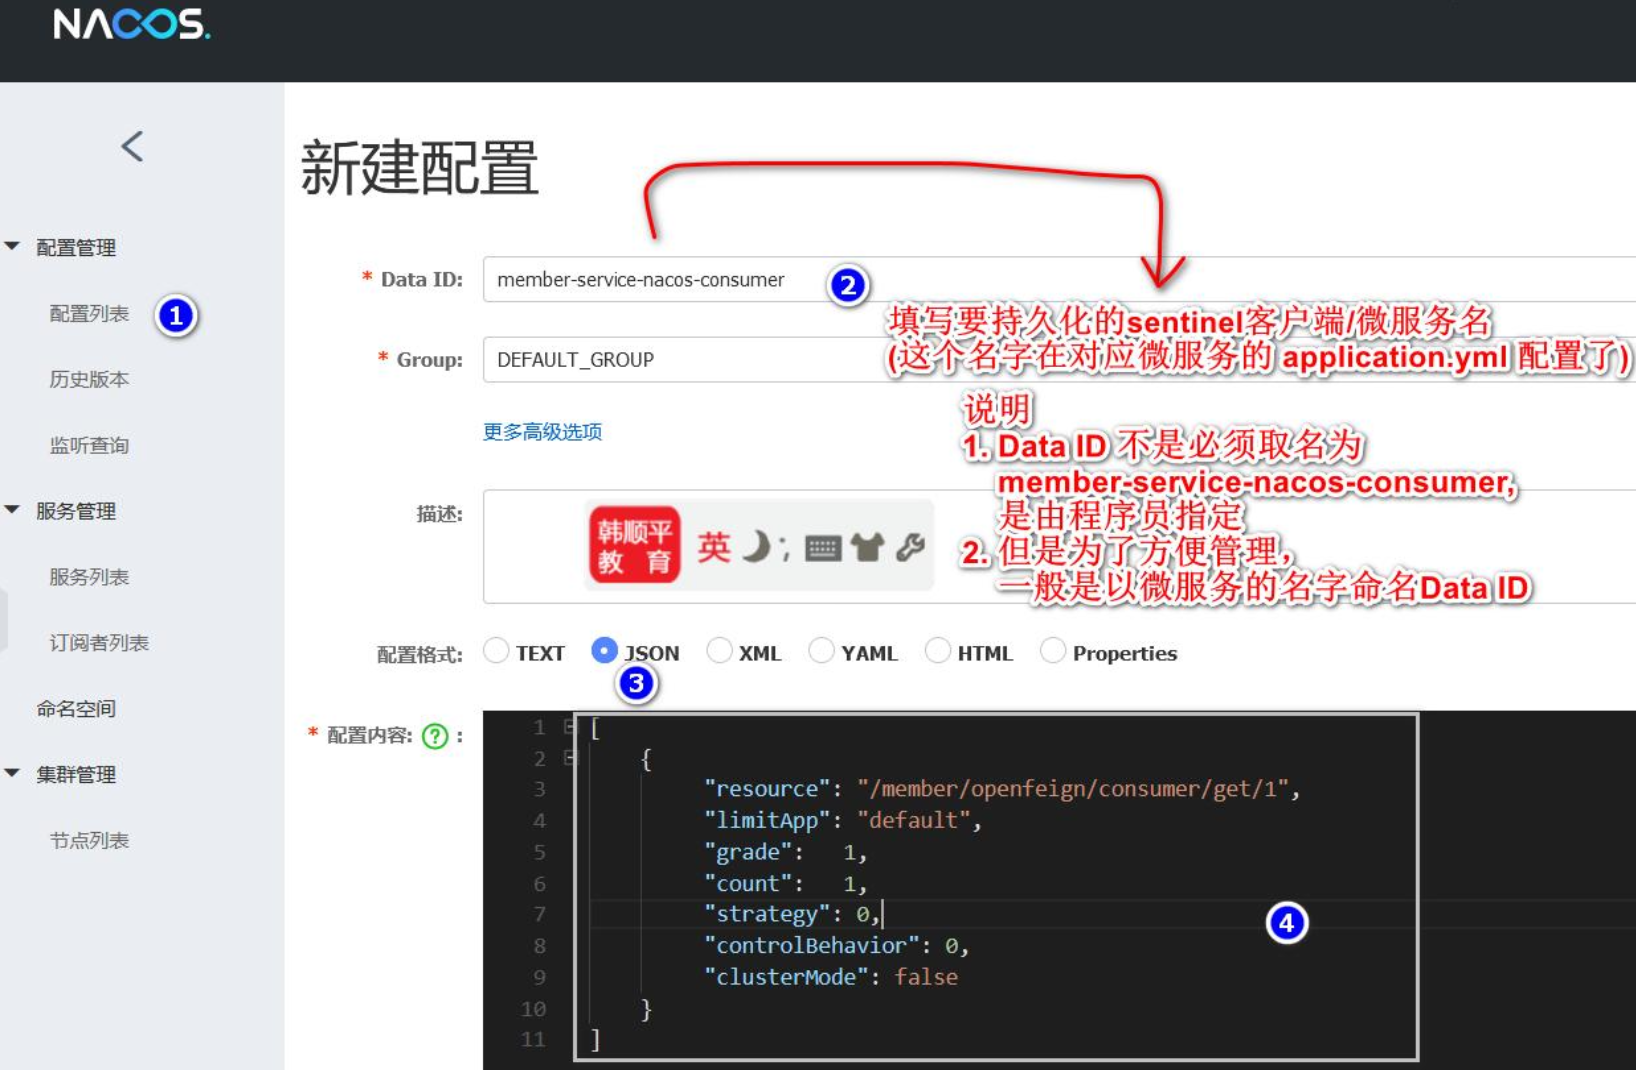 NACOS.
新建配置
配置管理
配置列表
1
历史版本
监听查询
服务管理
服务列表
订阅者列表
命名空间
集群管理
节点列表
* Data ID:
member-service-nacos-consumer
2
填写要持久化的sentinel客户端/微服务名
(这个名字在对应微服务的 application.yml 配置了)
* Group:
DEFAULT_GROUP
更多高级选项
说明
1. Data ID 不是必须取名为
member-service-nacos-consumer,
是由程序员指定
2. 但是为了方便管理，
一般是以微服务的名字命名Data ID
描述:
韩顺平
教 育
英
;
配置格式:
TEXT
JSON
XML
YAML
HTML
Properties
3
* 配置内容: ? :
1 [
2 {
3 "resource": "/member/openfeign/consumer/get/1",
4 "limitApp": "default",
5 "grade": 1,
6 "count": 1,
7 "strategy": 0,
8 "controlBehavior": 0,
9 "clusterMode": false
10 }
11 ]
4